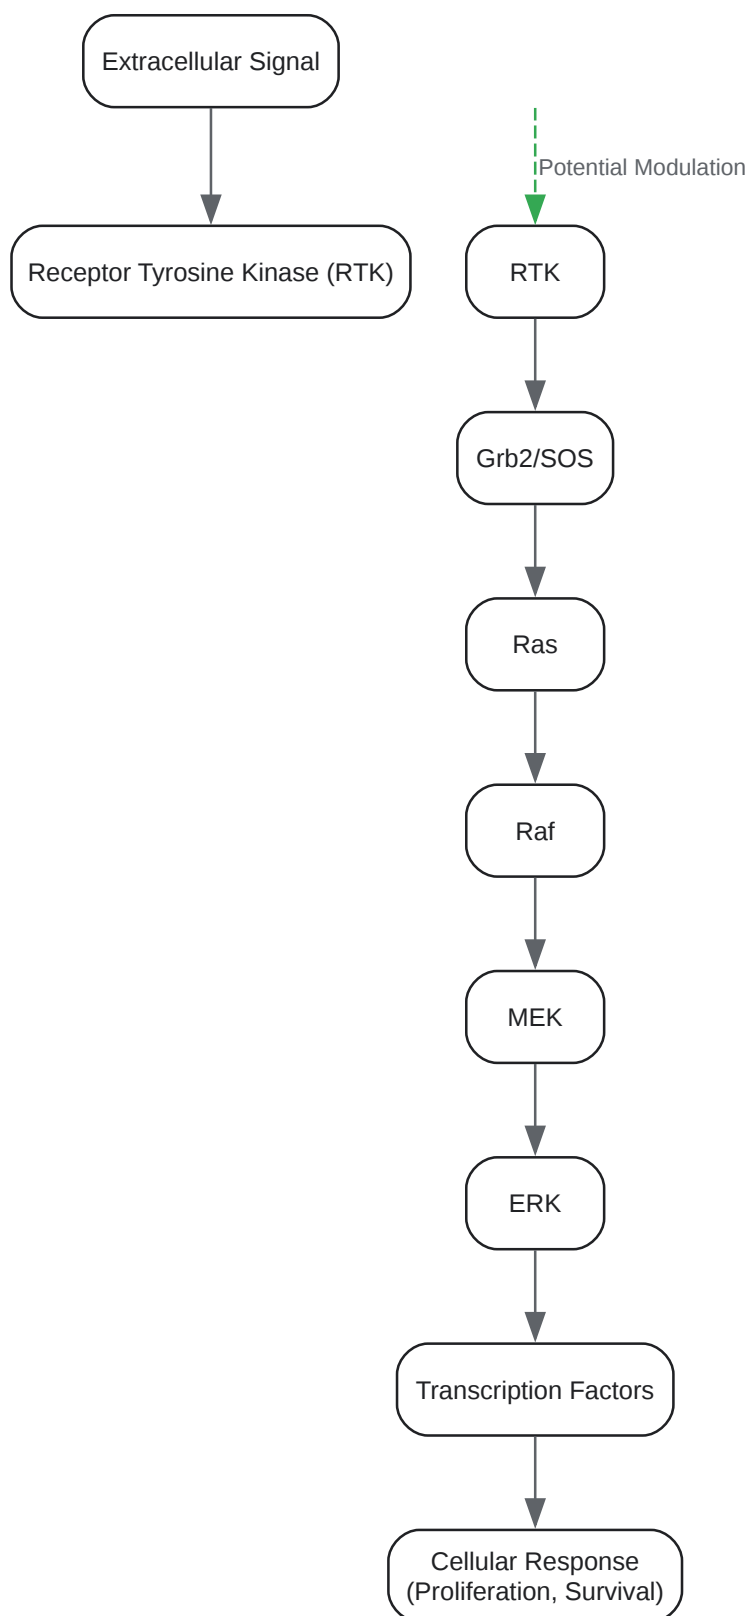 Extracellular Signal
Potential Modulation
Receptor Tyrosine Kinase (RTK)
RTK
Grb2/SOS
Ras
Raf
MEK
ERK
Transcription Factors
Cellular Response
(Proliferation, Survival)